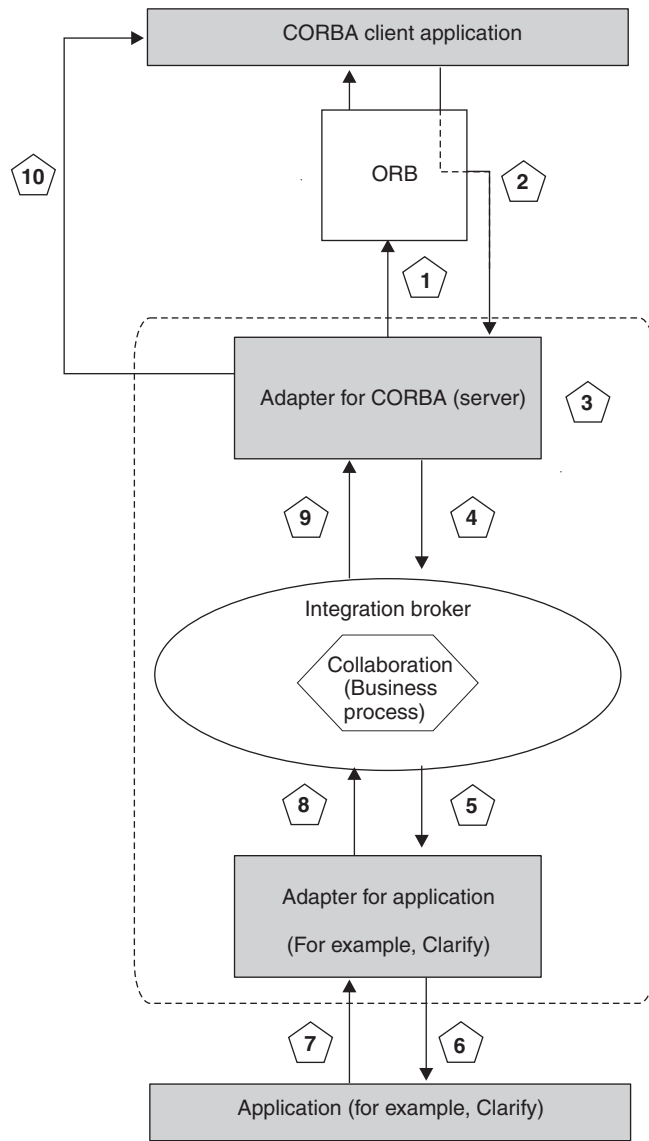 CORBA client application
10
ORB
2
1
Adapter for CORBA (server)
3
9
4
Integration broker
Collaboration
(Business
process)
8
5
Adapter for application
(For example, Clarify)
7
6
Application (for example, Clarify)